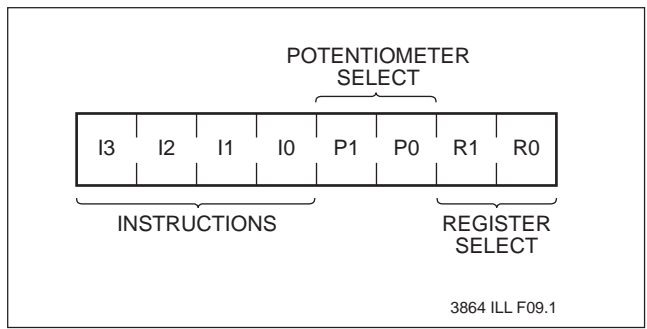 POTENTIOMETER
SELECT
I3 I2 I1 I0 P1 P0 R1 R0
INSTRUCTIONS
REGISTER
SELECT
3864 ILL F09.1